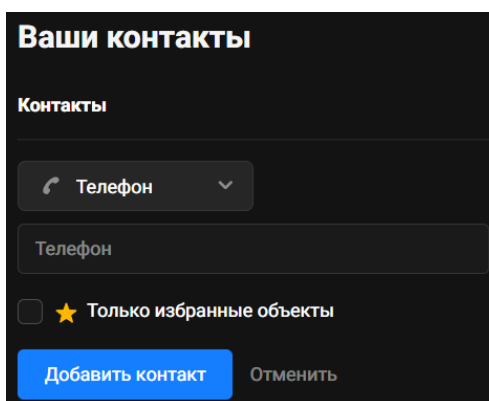 Ваши контакты
Контакты
Телефон
Телефон
Только избранные объекты
Добавить контакт Отменить